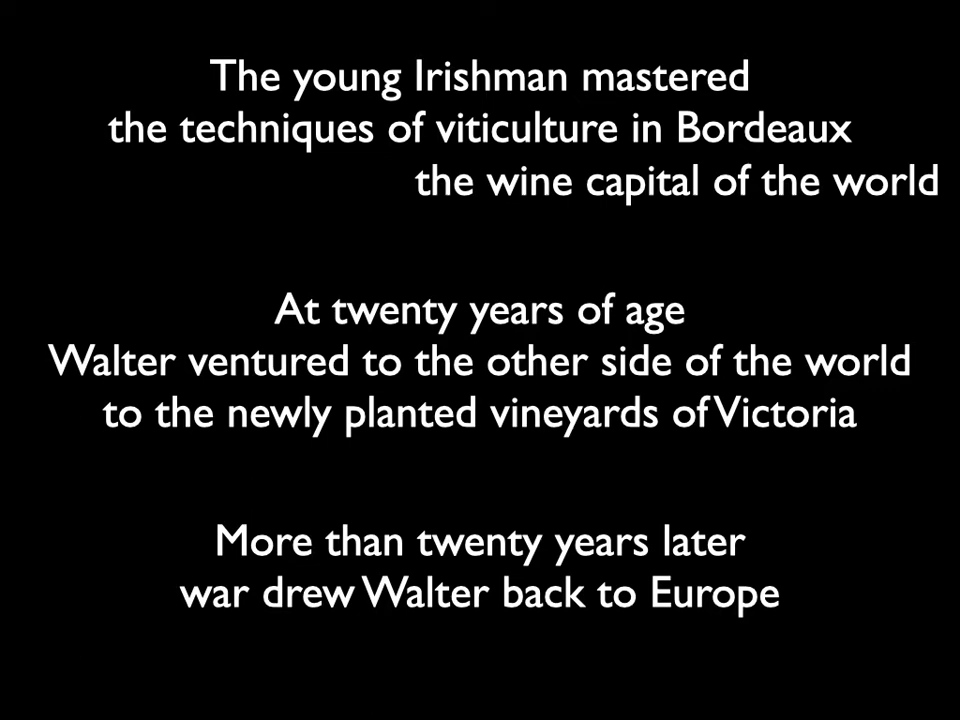 The young Irishman mastered
the techniques of viticulture in Bordeaux
the wine capital of the world
At twenty years of age
Walter ventured to the other side of the world
to the newly planted vineyards of Victoria
More than twenty years later
war drew Walter back to Europe